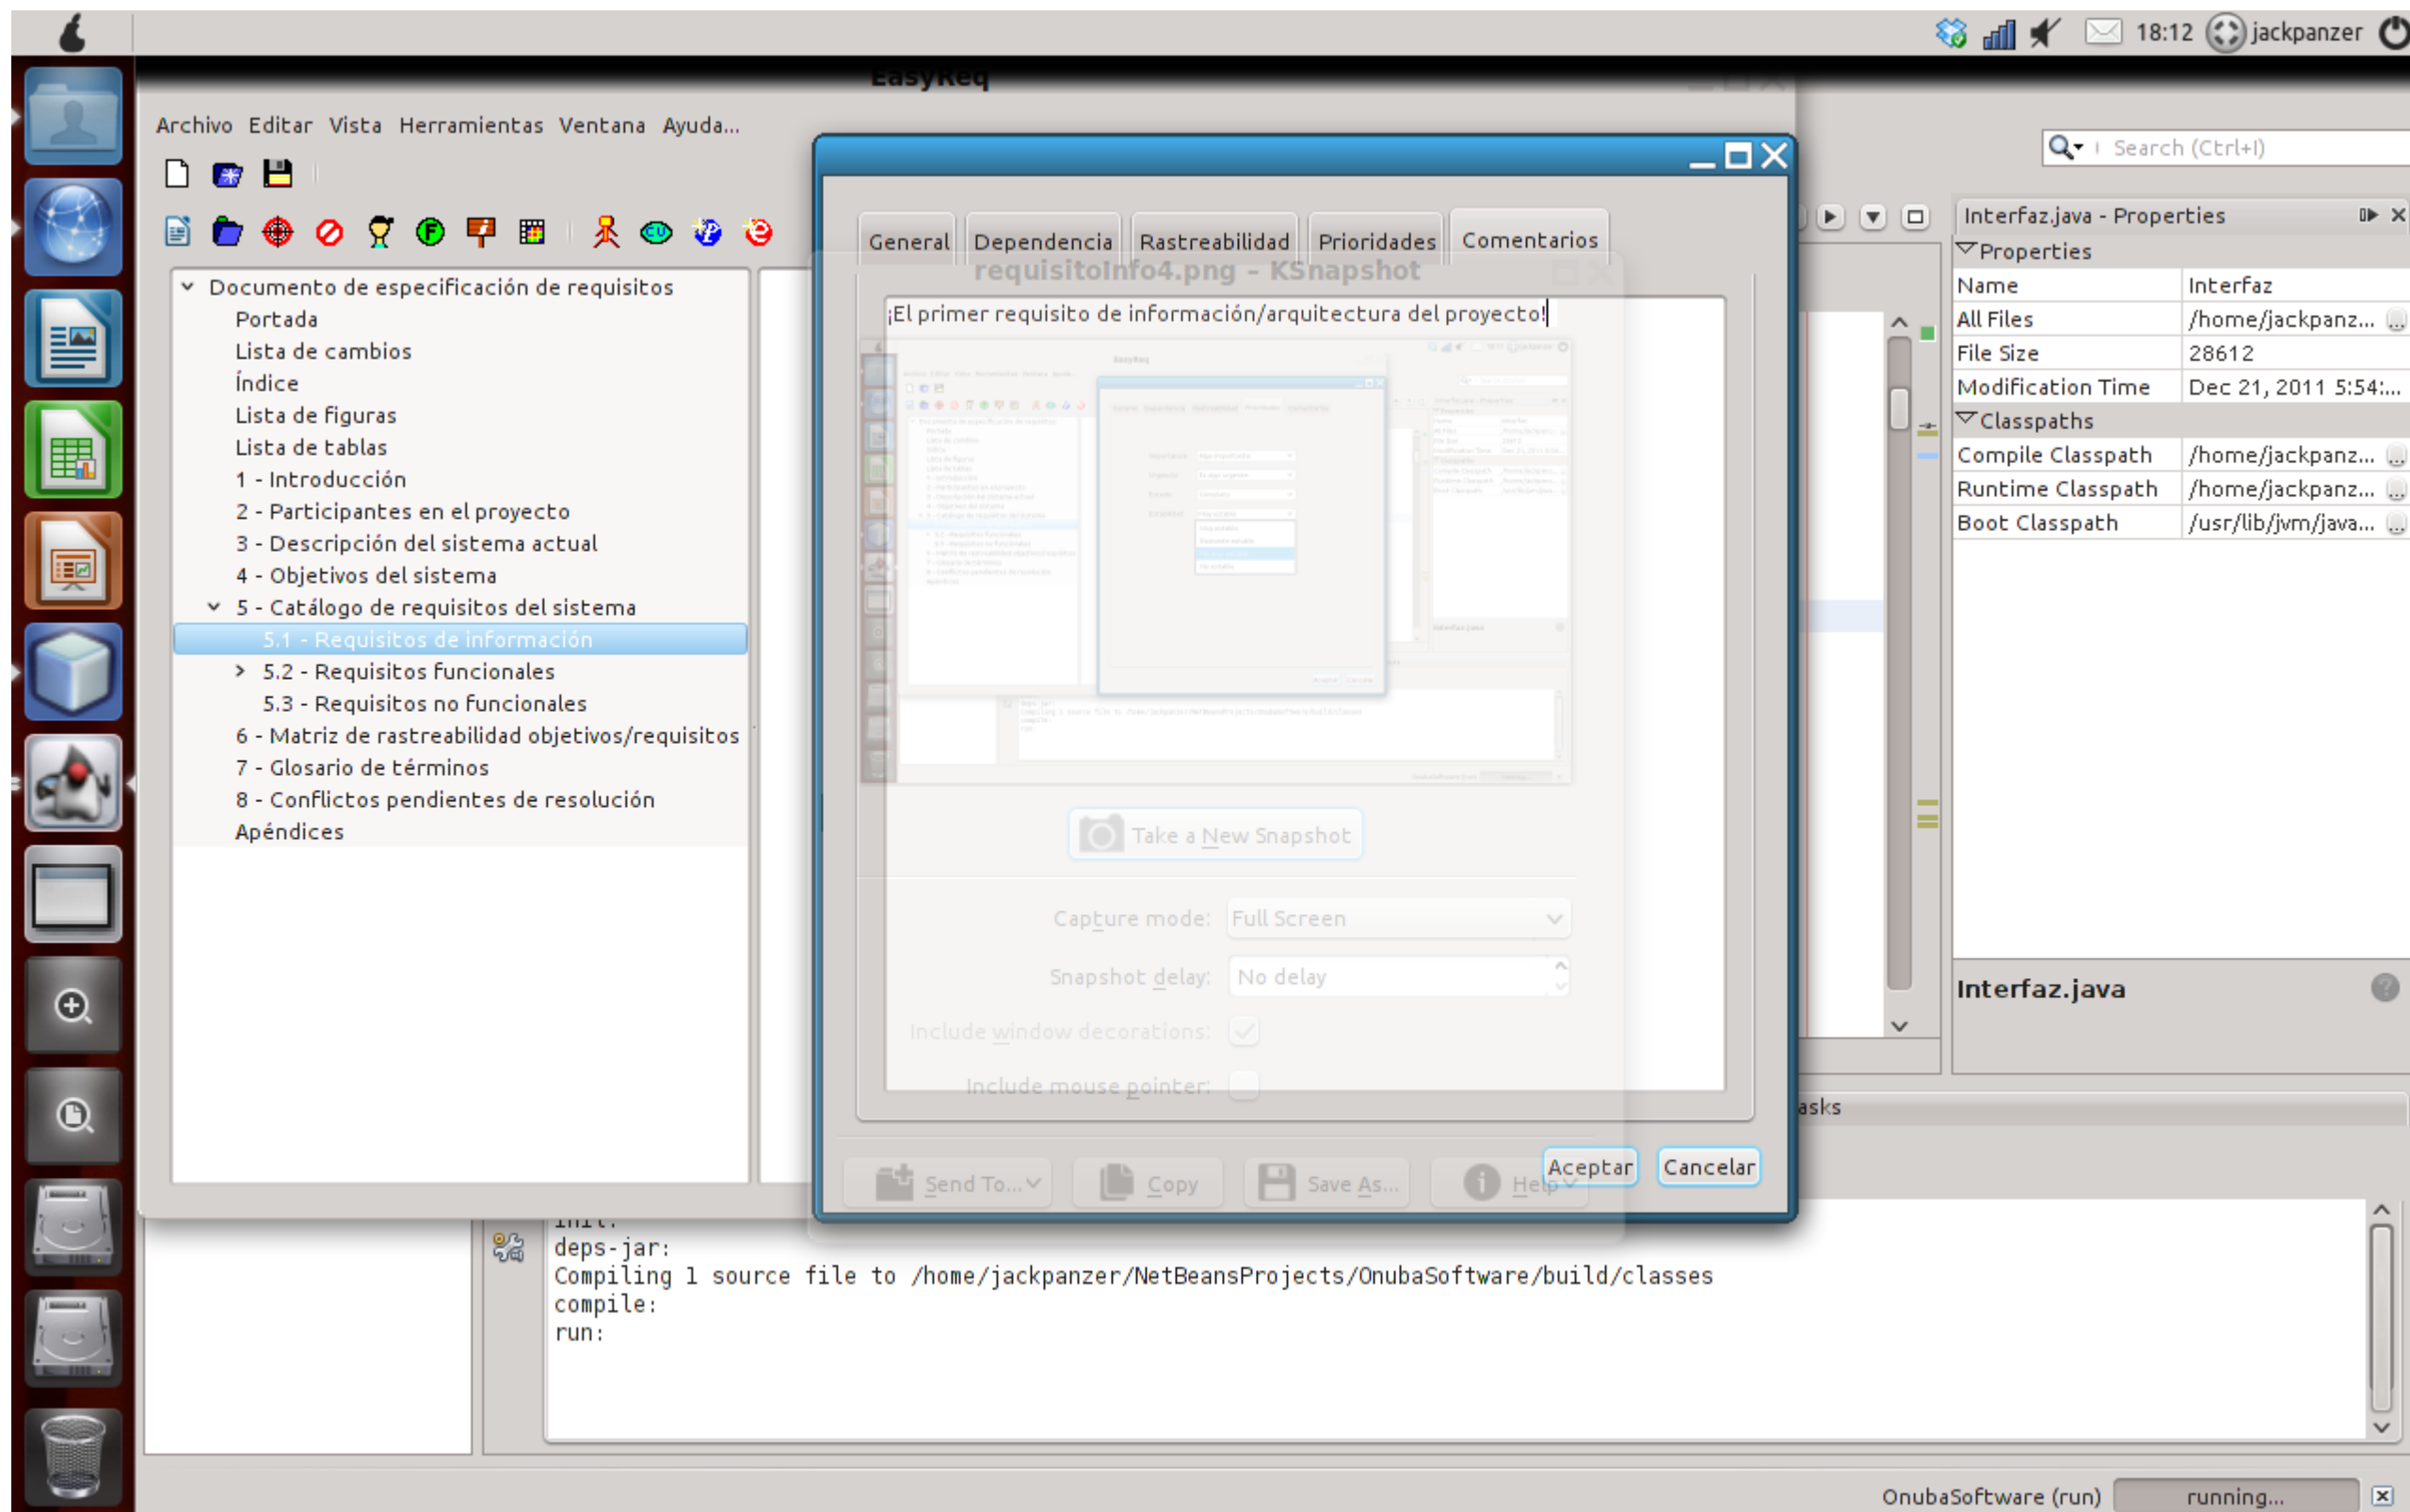 18:12 jackpanzer
EasyReq
Archivo Editar Vista Herramientas Ventana Ayuda...
Search (Ctrl+I)
CU
F
General Dependencia Rastreabilidad Prioridades Comentarios
requisitoInfo4.png – KSnapshot
¡El primer requisito de información/arquitectura del proyecto!
Documento de especificación de requisitos
Portada
Lista de cambios
Índice
Lista de figuras
Lista de tablas
1 - Introducción
2 - Participantes en el proyecto
3 - Descripción del sistema actual
4 - Objetivos del sistema
5 - Catálogo de requisitos del sistema
5.1 - Requisitos de información
5.2 - Requisitos funcionales
5.3 - Requisitos no funcionales
6 - Matriz de rastreabilidad objetivos/requisitos
7 - Glosario de términos
8 - Conflictos pendientes de resolución
Apéndices
Take a New Snapshot
Capture mode: Full Screen
Snapshot delay: No delay
Include window decorations:
Include mouse pointer:
Send To... Copy Save As... Help
Aceptar Cancelar
Interfaz.java - Properties
Properties
Name Interfaz
All Files /home/jackpanz... ...
File Size 28612
Modification Time Dec 21, 2011 5:54:...
Classpaths
Compile Classpath /home/jackpanz... ...
Runtime Classpath /home/jackpanz... ...
Boot Classpath /usr/lib/jvm/java... ...
Interfaz.java
asks
init:
deps-jar:
Compiling 1 source file to /home/jackpanzer/NetBeansProjects/OnubaSoftware/build/classes
compile:
run:
OnubaSoftware (run) running...